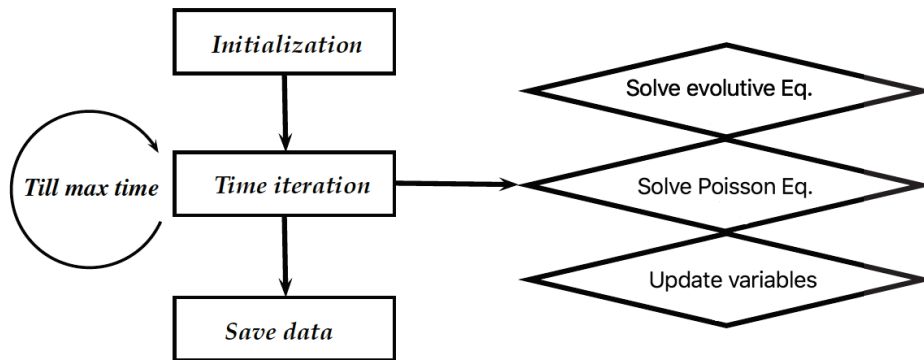 Initialization
Solve evolutive Eq.
Till max time
Time iteration
Solve Poisson Eq.
Update variables
Save data